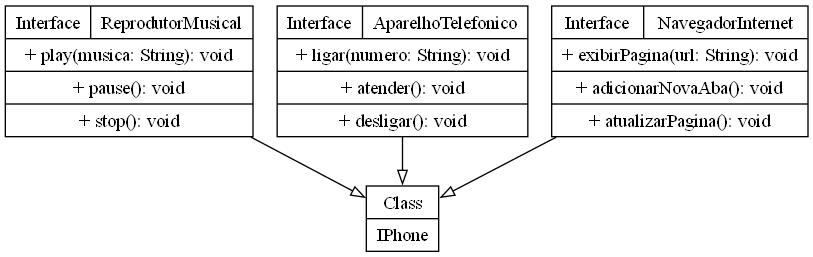 Interface ReprodutorMusical
+ play(musica: String): void
+ pause(): void
+ stop(): void
Interface AparelhoTelefonico
+ ligar(numero: String): void
+ atender(): void
+ desligar(): void
Interface NavegadorInternet
+ exibirPagina(url: String): void
+ adicionarNovaAba(): void
+ atualizarPagina(): void
Class
IPhone